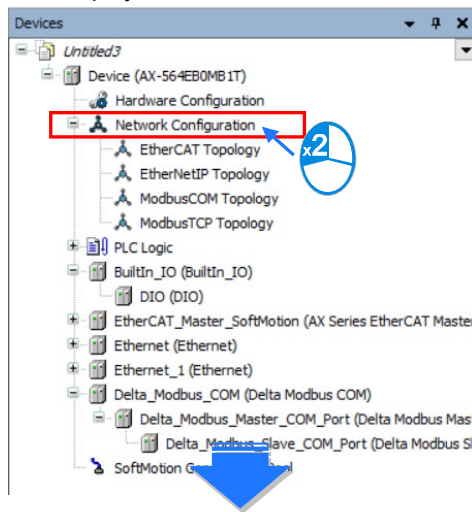 Devices
Untitled3
Device (AX-564EB0MB1T)
Hardware Configuration
Network Configuration
x2
EtherCAT Topology
EtherNetIP Topology
ModbusCOM Topology
ModbusTCP Topology
PLC Logic
BuiltIn_IO (BuiltIn_IO)
DIO (DIO)
EtherCAT_Master_SoftMotion (AX Series EtherCAT Master
Ethernet (Ethernet)
Ethernet_1 (Ethernet)
Delta_Modbus_COM (Delta Modbus COM)
Delta_Modbus_Master_COM_Port (Delta Modbus Mas
Delta_Modbus_Slave_COM_Port (Delta Modbus Sl
SoftMotion